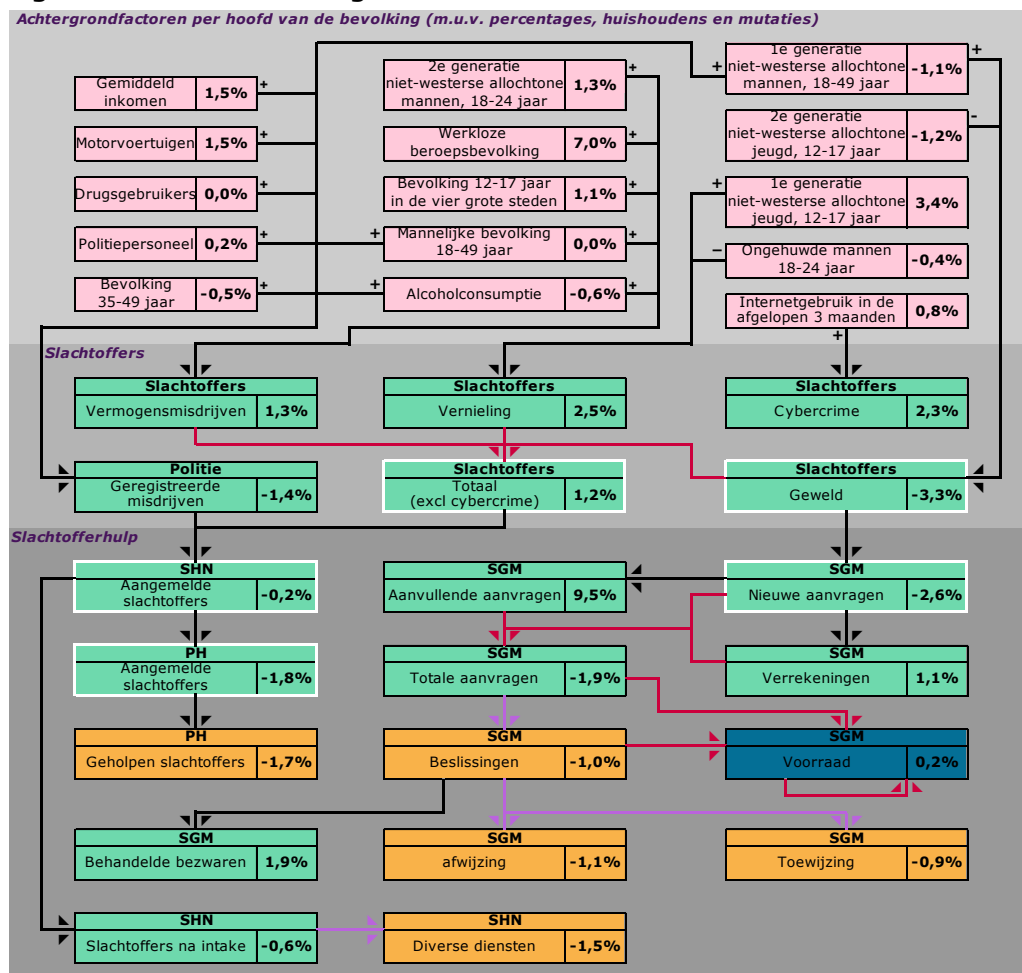 Achtergrondfactoren per hoofd van de bevolking (m.u.v. percentages, huishoudens en mutaties)
Gemiddeld
inkomen
1,5%
+
2e generatie
niet-westerse allochtone
mannen, 18-24 jaar
1,3%
+
+
1e generatie
niet-westerse allochtone
mannen, 18-49 jaar
-1,1%
+
Motorvoertuigen
1,5%
+
Werkloze
beroepsbevolking
7,0%
+
2e generatie
niet-westerse allochtone
jeugd, 12-17 jaar
-1,2%
-
Drugsgebruikers
0,0%
+
Bevolking 12-17 jaar
in de vier grote steden
1,1%
+
+
1e generatie
niet-westerse allochtone
jeugd, 12-17 jaar
3,4%
Politiepersoneel
0,2%
+
+
Mannelijke bevolking
18-49 jaar
0,0%
+
–
Ongehuwde mannen
18-24 jaar
-0,4%
Bevolking
35-49 jaar
-0,5%
+
+
Alcoholconsumptie
-0,6%
+
Internetgebruik in de
afgelopen 3 maanden
0,8%
+
Slachtoffers
Slachtoffers
Vermogensmisdrijven
1,3%
Slachtoffers
Vernieling
2,5%
Slachtoffers
Cybercrime
2,3%
Politie
Geregistreerde
misdrijven
-1,4%
Slachtoffers
Totaal
(excl cybercrime)
1,2%
Slachtoffers
Geweld
-3,3%
Slachtofferhulp
SHN
Aangemelde
slachtoffers
-0,2%
SGM
Aanvullende aanvragen
9,5%
SGM
Nieuwe aanvragen
-2,6%
PH
Aangemelde
slachtoffers
-1,8%
SGM
Totale aanvragen
-1,9%
SGM
Verrekeningen
1,1%
PH
Geholpen slachtoffers
-1,7%
SGM
Beslissingen
-1,0%
SGM
Voorraad
0,2%
SGM
Behandelde bezwaren
1,9%
SGM
afwijzing
-1,1%
SGM
Toewijzing
-0,9%
SHN
Slachtoffers na intake
-0,6%
SHN
Diverse diensten
-1,5%